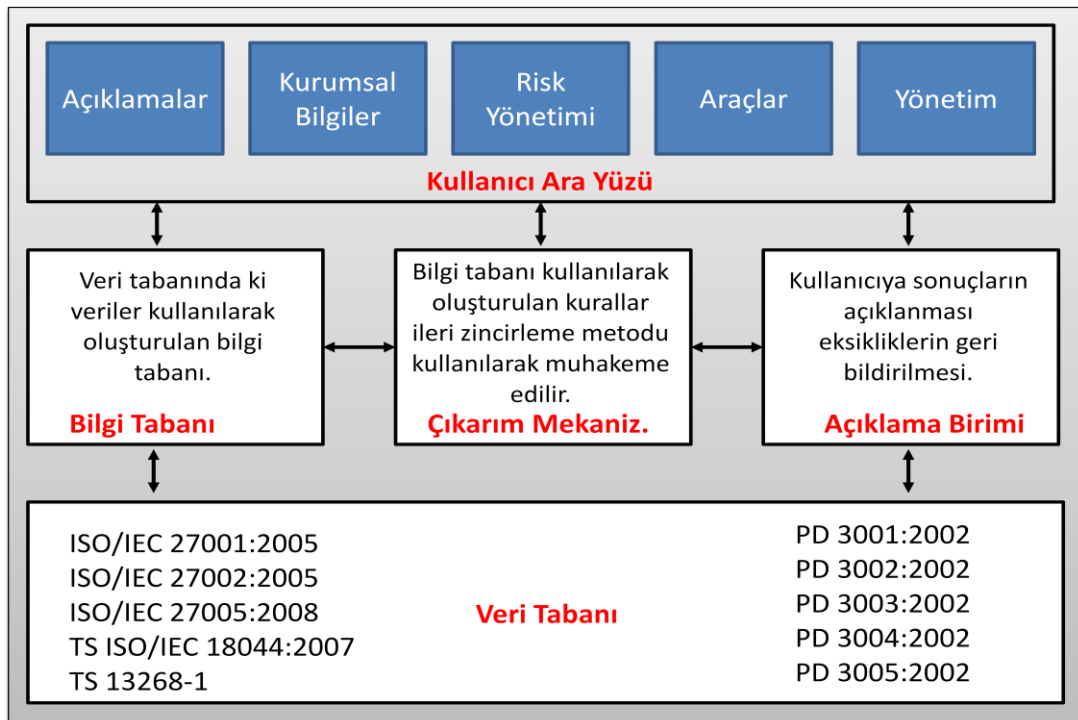 Açıklamalar
Kurumsal
Bilgiler
Risk
Yönetimi
Araçlar
Yönetim
Kullanıcı Ara Yüzü
Veri tabanında ki
veriler kullanılarak
oluşturulan bilgi
tabanı.
Bilgi Tabanı
Bilgi tabanı kullanılarak
oluşturulan kurallar
ileri zincirleme metodu
kullanılarak muhakeme
edilir.
Çıkarım Mekaniz.
Kullanıcıya sonuçların
açıklanması
eksikliklerin geri
bildirilmesi.
Açıklama Birimi
ISO/IEC 27001:2005
ISO/IEC 27002:2005
ISO/IEC 27005:2008
TS ISO/IEC 18044:2007
TS 13268-1
Veri Tabanı
PD 3001:2002
PD 3002:2002
PD 3003:2002
PD 3004:2002
PD 3005:2002